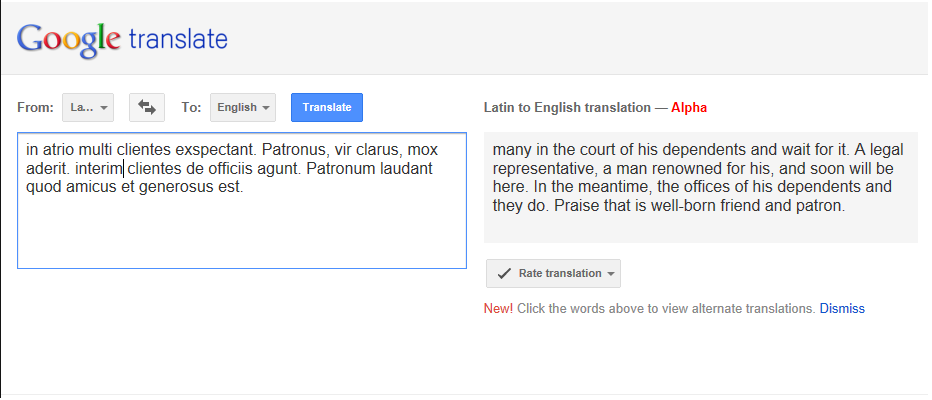 Google translate
From: La... To: English Translate
in atrio multi clientes exspectant. Patronus, vir clarus, mox
aderit. interim clientes de officiis agunt. Patronum laudant
quod amicus et generosus est.
Latin to English translation — Alpha
many in the court of his dependents and wait for it. A legal
representative, a man renowned for his, and soon will be
here. In the meantime, the offices of his dependents and
they do. Praise that is well-born friend and patron.
Rate translation
New! Click the words above to view alternate translations. Dismiss